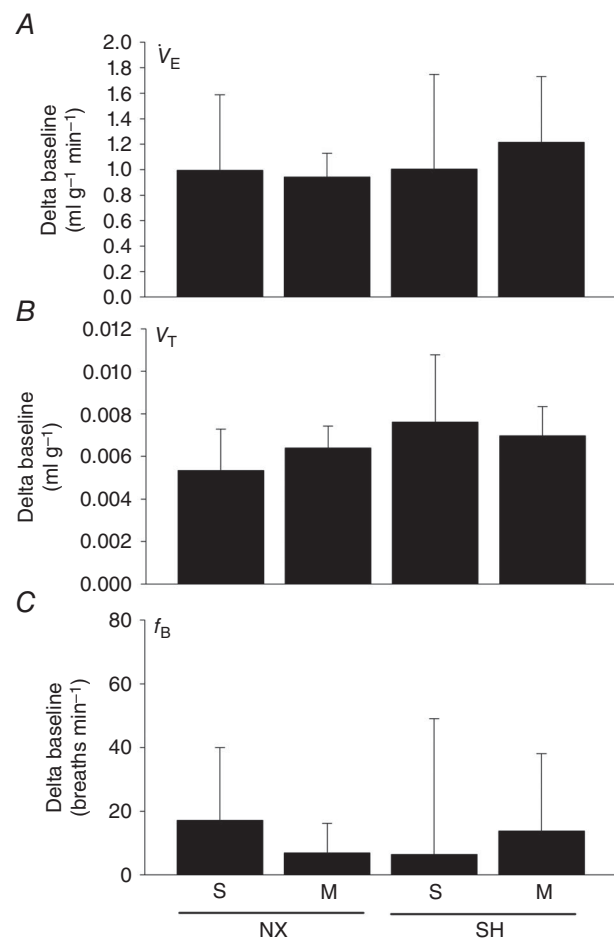 A
V̇E
Delta baseline
(ml g−1 min−1)
2.0
1.8
1.6
1.4
1.2
1.0
0.8
0.6
0.4
0.2
0.0
B
VT
Delta baseline
(ml g−1)
0.012
0.010
0.008
0.006
0.004
0.002
0.000
C
fB
Delta baseline
(breaths min−1)
80
60
40
20
0
S M S M
NX SH